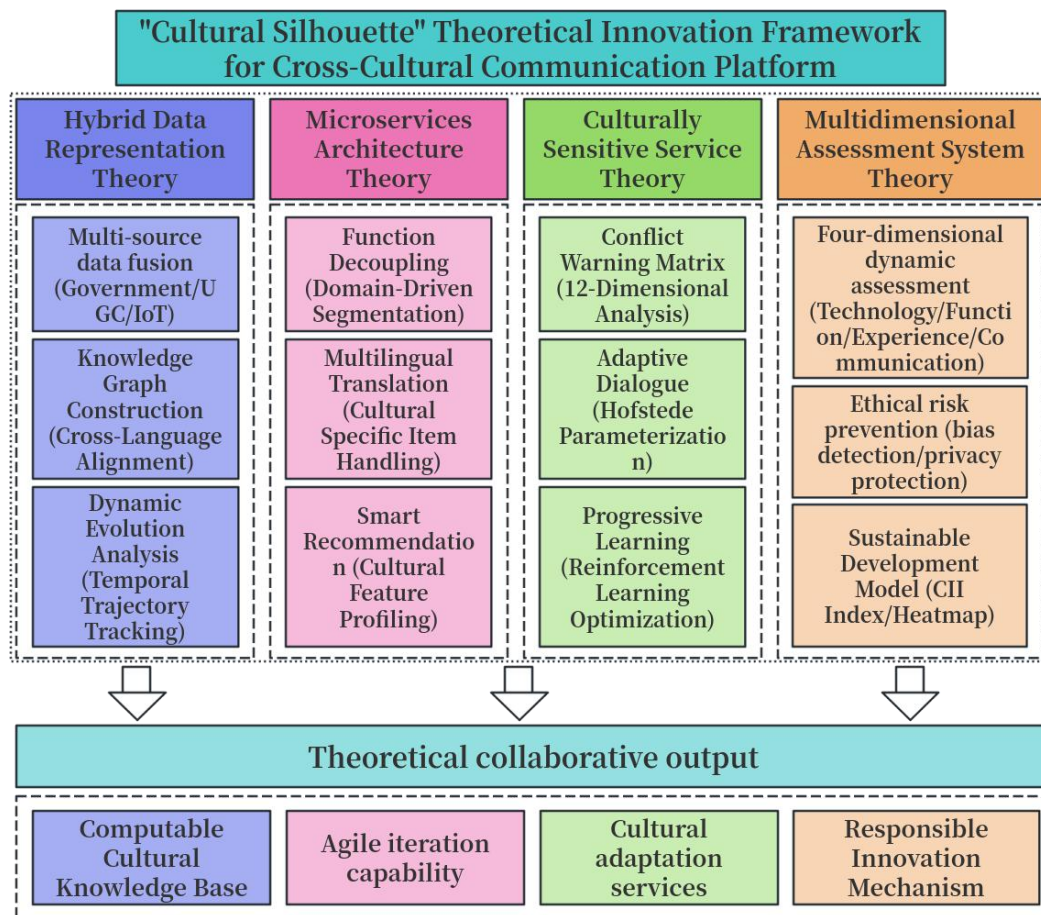 "Cultural Silhouette" Theoretical Innovation Framework
for Cross-Cultural Communication Platform
Hybrid Data
Representation
Theory
Microservices
Architecture
Theory
Culturally
Sensitive Service
Theory
Multidimensional
Assessment System
Theory
Multi-source
data fusion
(Government/U
GC/IoT)
Knowledge
Graph
Construction
(Cross-Language
Alignment)
Dynamic
Evolution
Analysis
(Temporal
Trajectory
Tracking)
Function
Decoupling
(Domain-Driven
Segmentation)
Multilingual
Translation
(Cultural
Specific Item
Handling)
Smart
Recommendatio
n (Cultural
Feature
Profiling)
Conflict
Warning Matrix
(12-Dimensional
Analysis)
Adaptive
Dialogue
(Hofstede
Parameterizatio
n)
Progressive
Learning
(Reinforcement
Learning
Optimization)
Four-dimensional
dynamic
assessment
(Technology/Functi
on/Experience/Co
mmunication)
Ethical risk
prevention (bias
detection/privacy
protection)
Sustainable
Development
Model (CII
Index/Heatmap)
Theoretical collaborative output
Computable
Cultural
Knowledge Base
Agile iteration
capability
Cultural
adaptation
services
Responsible
Innovation
Mechanism